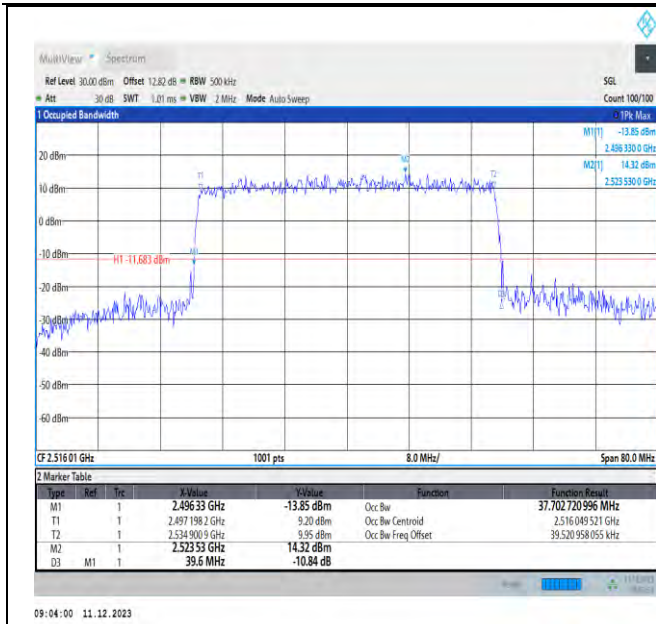 MultiView Spectrum
Ref Level 30.00 dBm Offset 12.82 dB RBW 500 kHz SGL
Att 30 dB SWT 1.01 ms VBW 2 MHz Mode Auto Sweep Count 100/100
1 Occupied Bandwidth 1Pk Max
M1[1] -13.85 dBm
2.496 330 0 GHz
M2[1] 14.32 dBm
2.523 530 0 GHz
20 dBm
T1 M2 T2
10 dBm
0 dBm
-10 dBm
M1
H1 -11.683 dBm
-20 dBm
-30 dBm
-40 dBm
-50 dBm
-60 dBm
CF 2.516 01 GHz 1001 pts 8.0 MHz/ Span 80.0 MHz
2 Marker Table
Type Ref Trc X-Value Y-Value Function Function Result
M1 1 2.496 33 GHz -13.85 dBm Occ Bw 37.702 720 996 MHz
T1 1 2.497 198 2 GHz 9.20 dBm Occ Bw Centroid 2.516 049 521 GHz
T2 1 2.534 900 9 GHz 9.95 dBm Occ Bw Freq Offset 39.520 958 055 kHz
M2 1 2.523 53 GHz 14.32 dBm
D3 M1 1 39.6 MHz -10.84 dB
09:04:00 11.12.2023